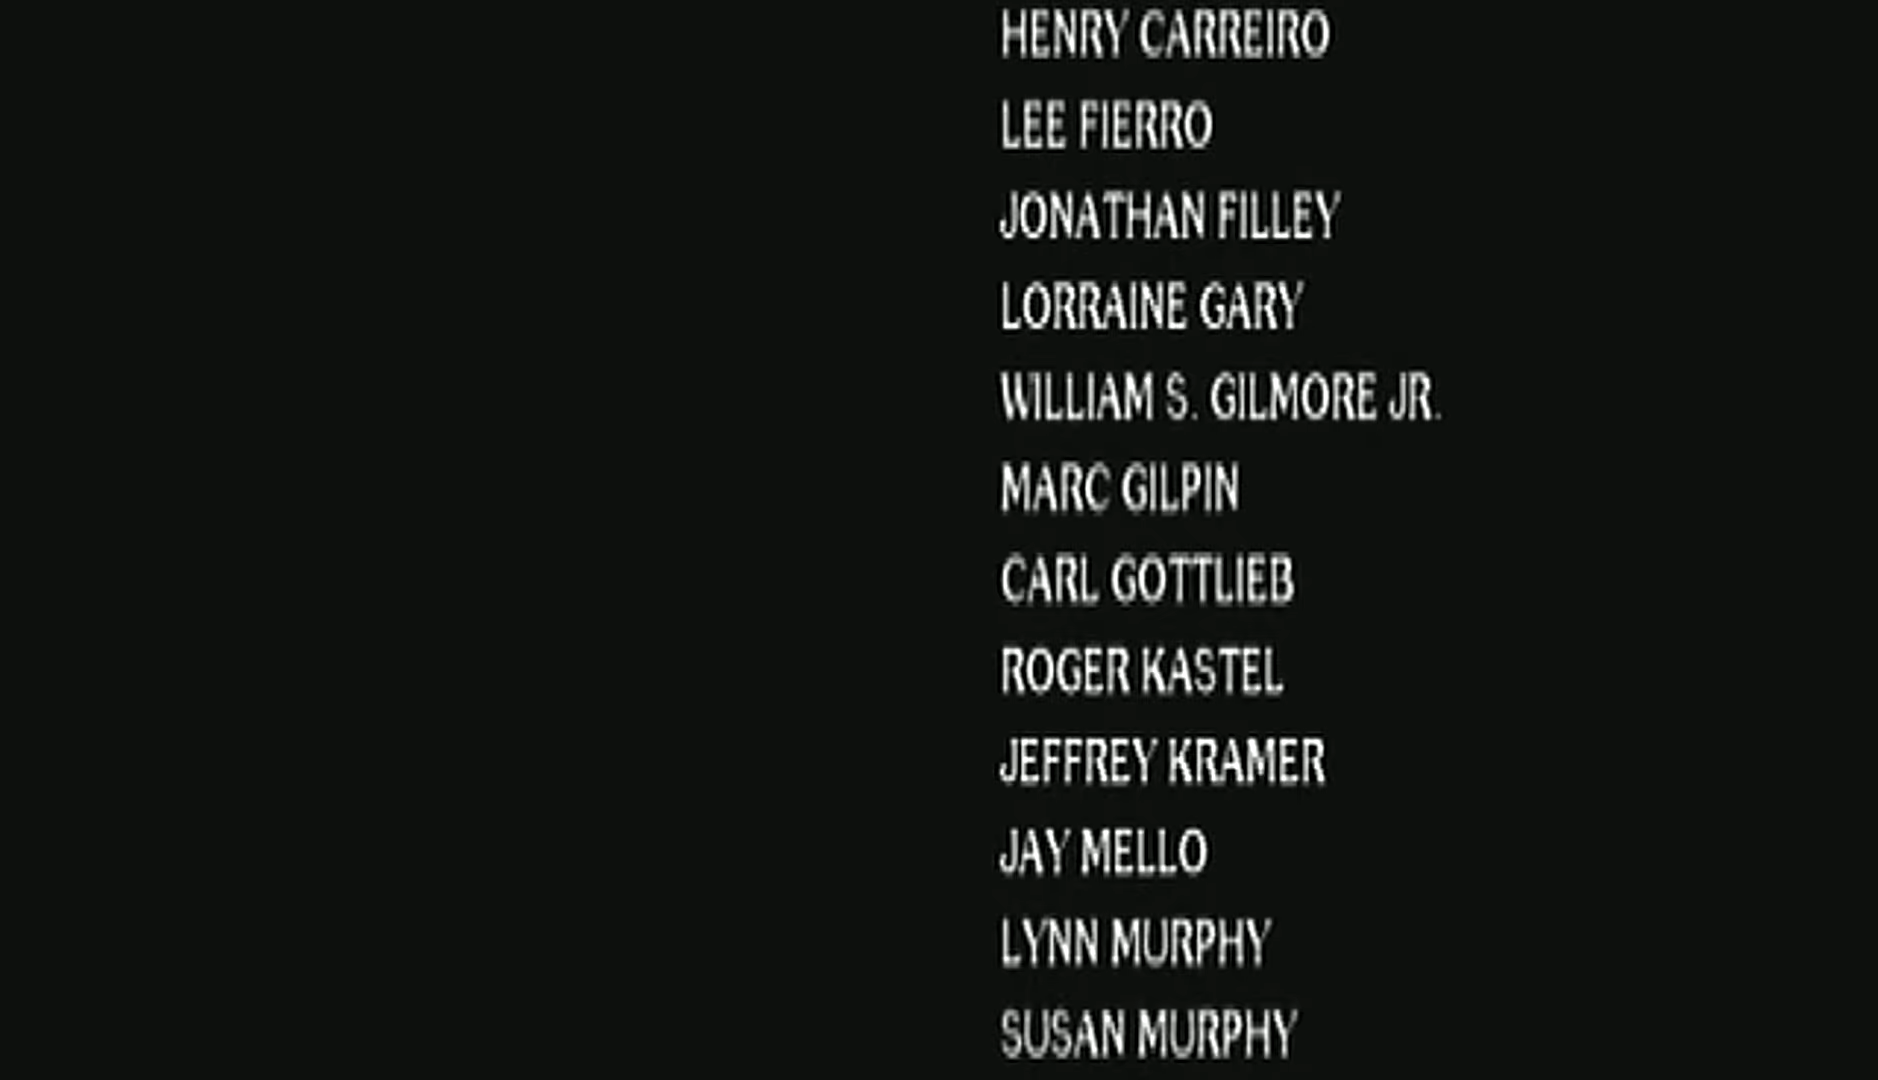 HENRY CARREIRO
LEE FIERRO
JONATHAN FILLEY
LORRAINE GARY
WILLIAM S. GILMORE JR.
MARC GILPIN
CARL GOTTLIEB
ROGER KASTEL
JEFFREY KRAMER
JAY MELLO
LYNN MURPHY
SUSAN MURPHY